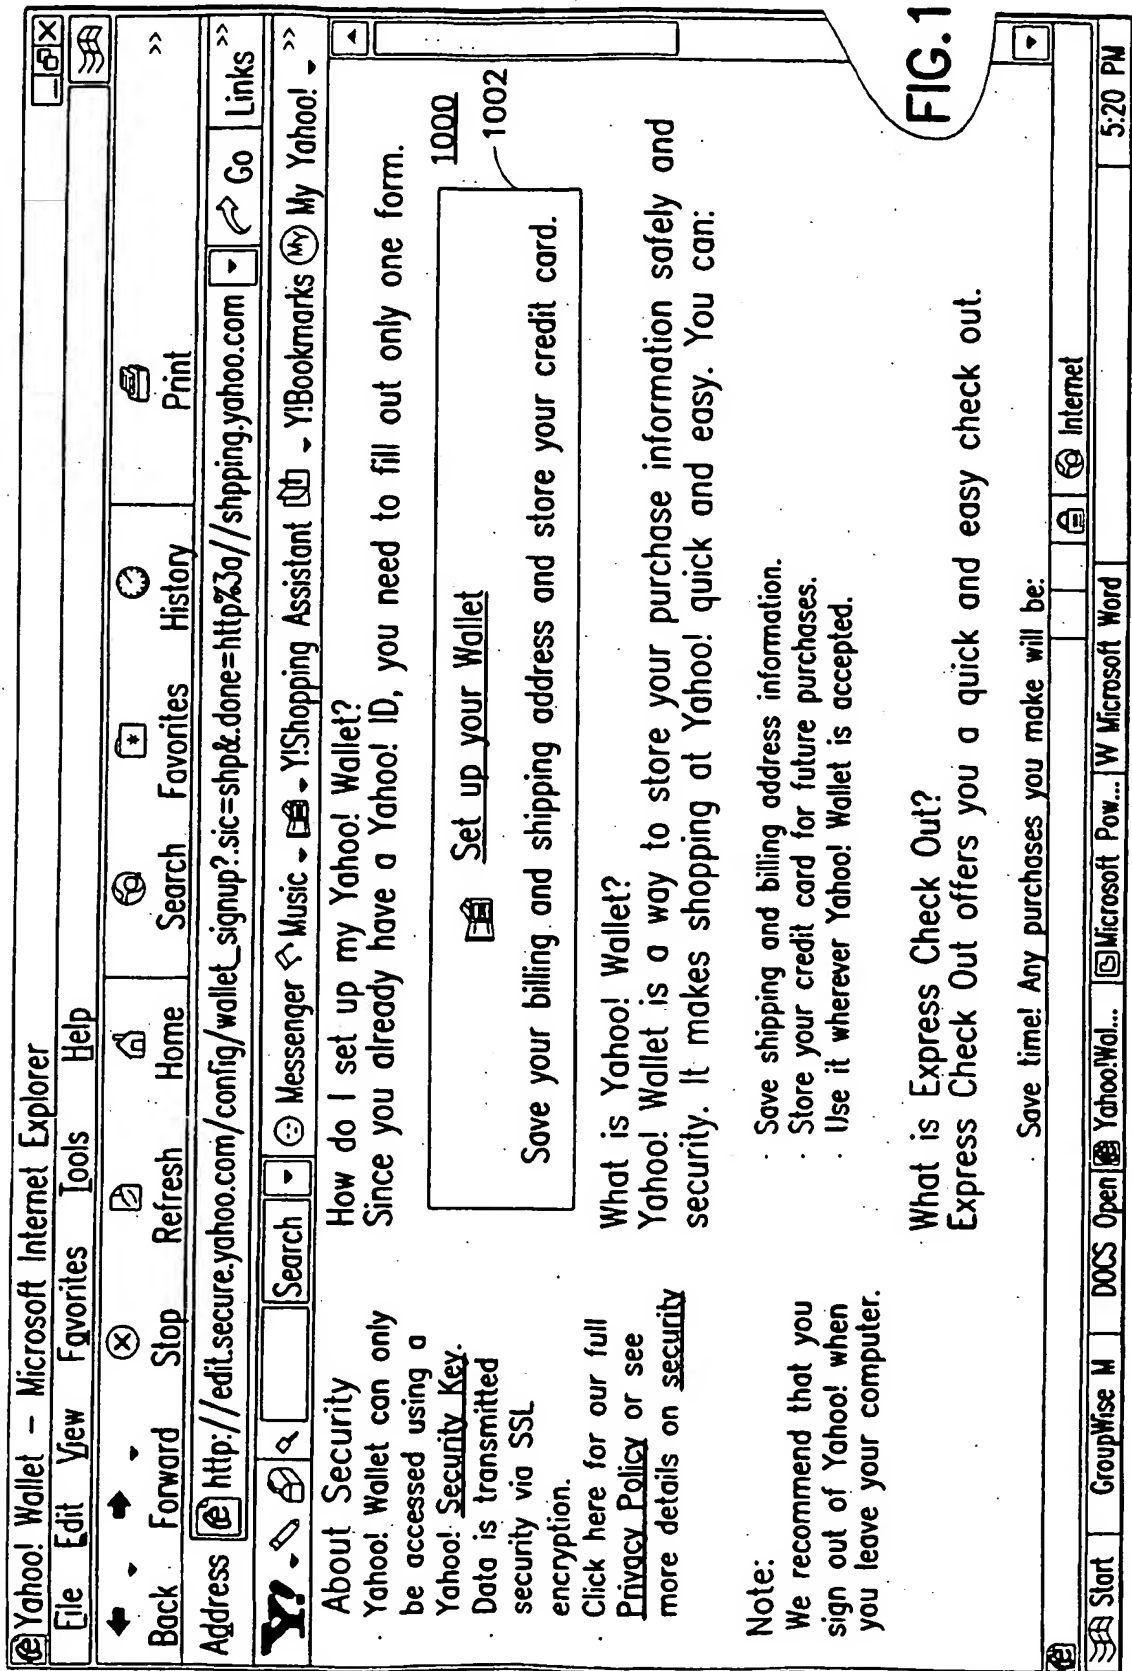 Yahoo! Wallet – Microsoft Internet Explorer
File Edit View Favorites Tools Help
Back Forward Stop Refresh Home Search Favorites History Print >>
Address http://edit.secure.yahoo.com/config/wallet_signup?.sic=shp&.done=http%3a//shpping.yahoo.com Go Links >>
Y! Search Messenger Music Y!Shopping Assistant Y!Bookmarks My My Yahoo! >>
About Security
Yahoo! Wallet can only
be accessed using a
Yahoo! Security Key.
Data is transmitted
security via SSL
encryption.
Click here for our full
Privacy Policy or see
more details on security
Note:
We recommend that you
sign out of Yahoo! when
you leave your computer.
How do I set up my Yahoo! Wallet?
Since you already have a Yahoo! ID, you need to fill out only one form.
1000
1002
Set up your Wallet
Save your billing and shipping address and store your credit card.
What is Yahoo! Wallet?
Yahoo! Wallet is a way to store your purchase information safely and
security. It makes shopping at Yahoo! quick and easy. You can:
· Save shipping and billing address information.
· Store your credit card for future purchases.
· Use it wherever Yahoo! Wallet is accepted.
What is Express Check Out?
Express Check Out offers you a quick and easy check out.
Save time! Any purchases you make will be:
FIG.1
Internet
Start GroupWise M DOCS Open Yahoo!Wal... Microsoft Pow... W Microsoft Word 5:20 PM